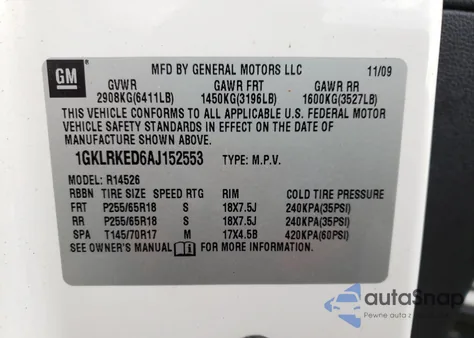 GM
MFD BY GENERAL MOTORS LLC 11/09
GVWR GAWR FRT GAWR RR
2908KG(6411LB) 1450KG(3196LB) 1600KG(3527LB)
THIS VEHICLE CONFORMS TO ALL APPLICABLE U.S. FEDERAL MOTOR
VEHICLE SAFETY STANDARDS IN EFFECT ON THE DATE OF
MANUFACTURE SHOWN ABOVE.
1GKLRKED6AJ152553 TYPE: M.P.V.
MODEL: R14526
RBBN TIRE SIZE SPEED RTG RIM COLD TIRE PRESSURE
FRT P255/65R18 S 18X7.5J 240KPA(35PSI)
RR P255/65R18 S 18X7.5J 240KPA(35PSI)
SPA T145/70R17 M 17X4.5B 420KPA(60PSI)
SEE OWNER'S MANUAL FOR MORE INFORMATION
autoSnap
Pewne auta z